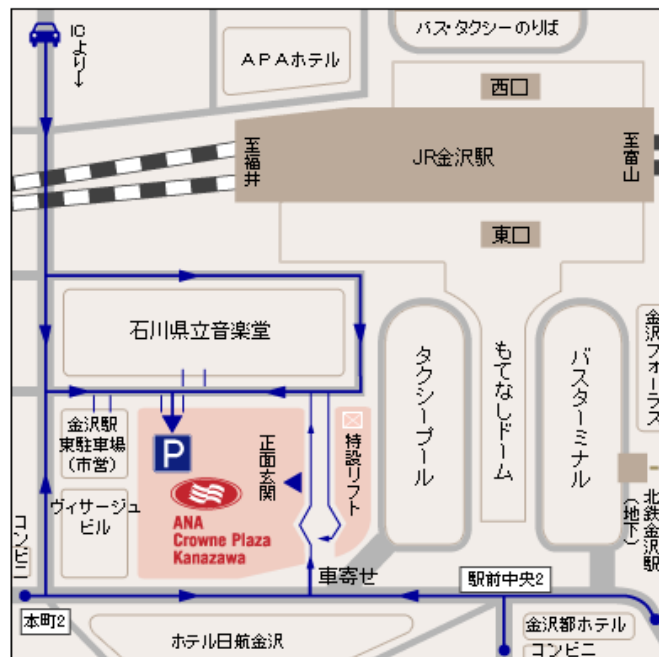 ICより↓
バス・タクシーのりば
APAホテル
西口
至福井
JR金沢駅
至富山
東口
石川県立音楽堂
タクシープール
もてなしドーム
バスターミナル
金沢フォーラス
金沢駅
東駐車場
(市営)
P
正面玄関
特設リフト
ANA
Crowne Plaza
Kanazawa
ヴィサージュ
ビル
コンビニ
北鉄金沢駅
(地下)
車寄せ
駅前中央2
本町2
ホテル日航金沢
金沢都ホテル
コンビニ